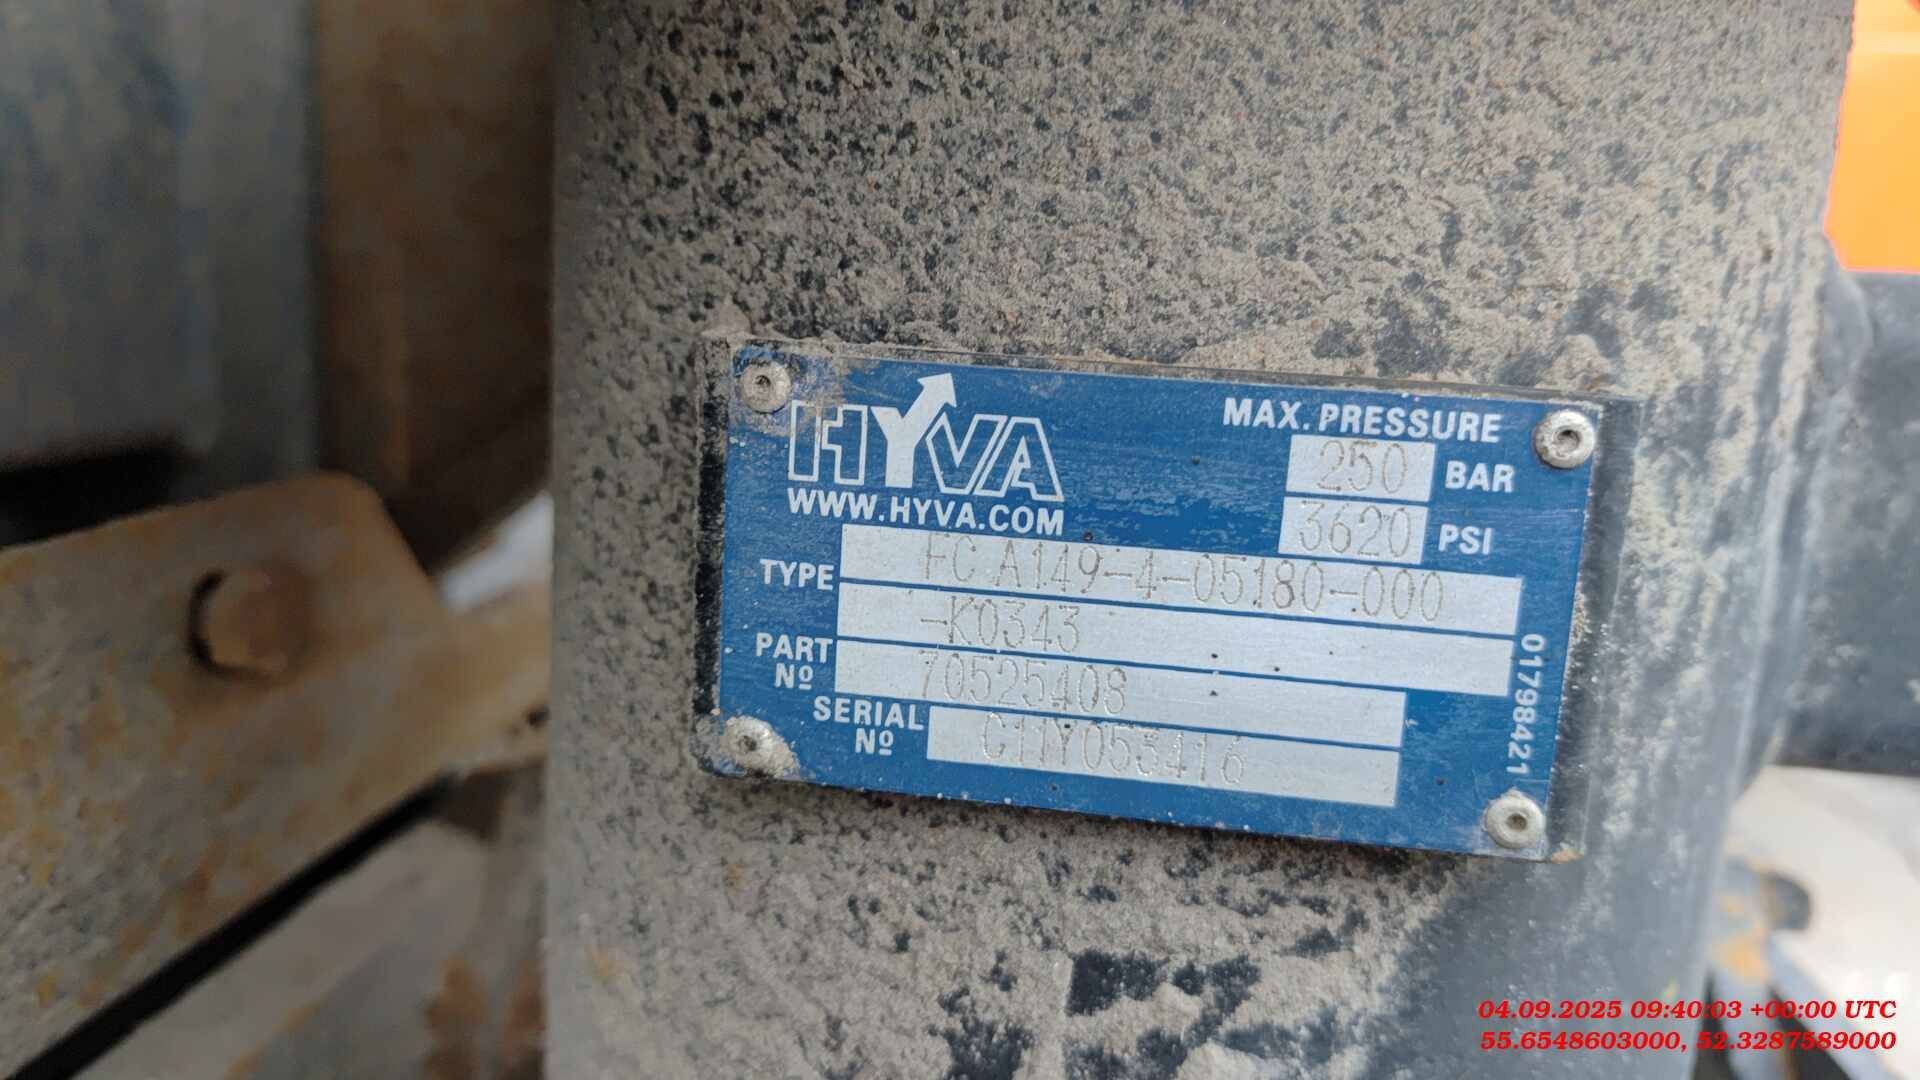 HYVA
WWW.HYVA.COM
MAX. PRESSURE
250 BAR
3620 PSI
TYPE FC A149-4-05180-000
-K0343
PART Nº 70525408
SERIAL Nº C11Y053416
01798421
04.09.2025 09:40:03 +00:00 UTC
55.6548603000, 52.3287589000